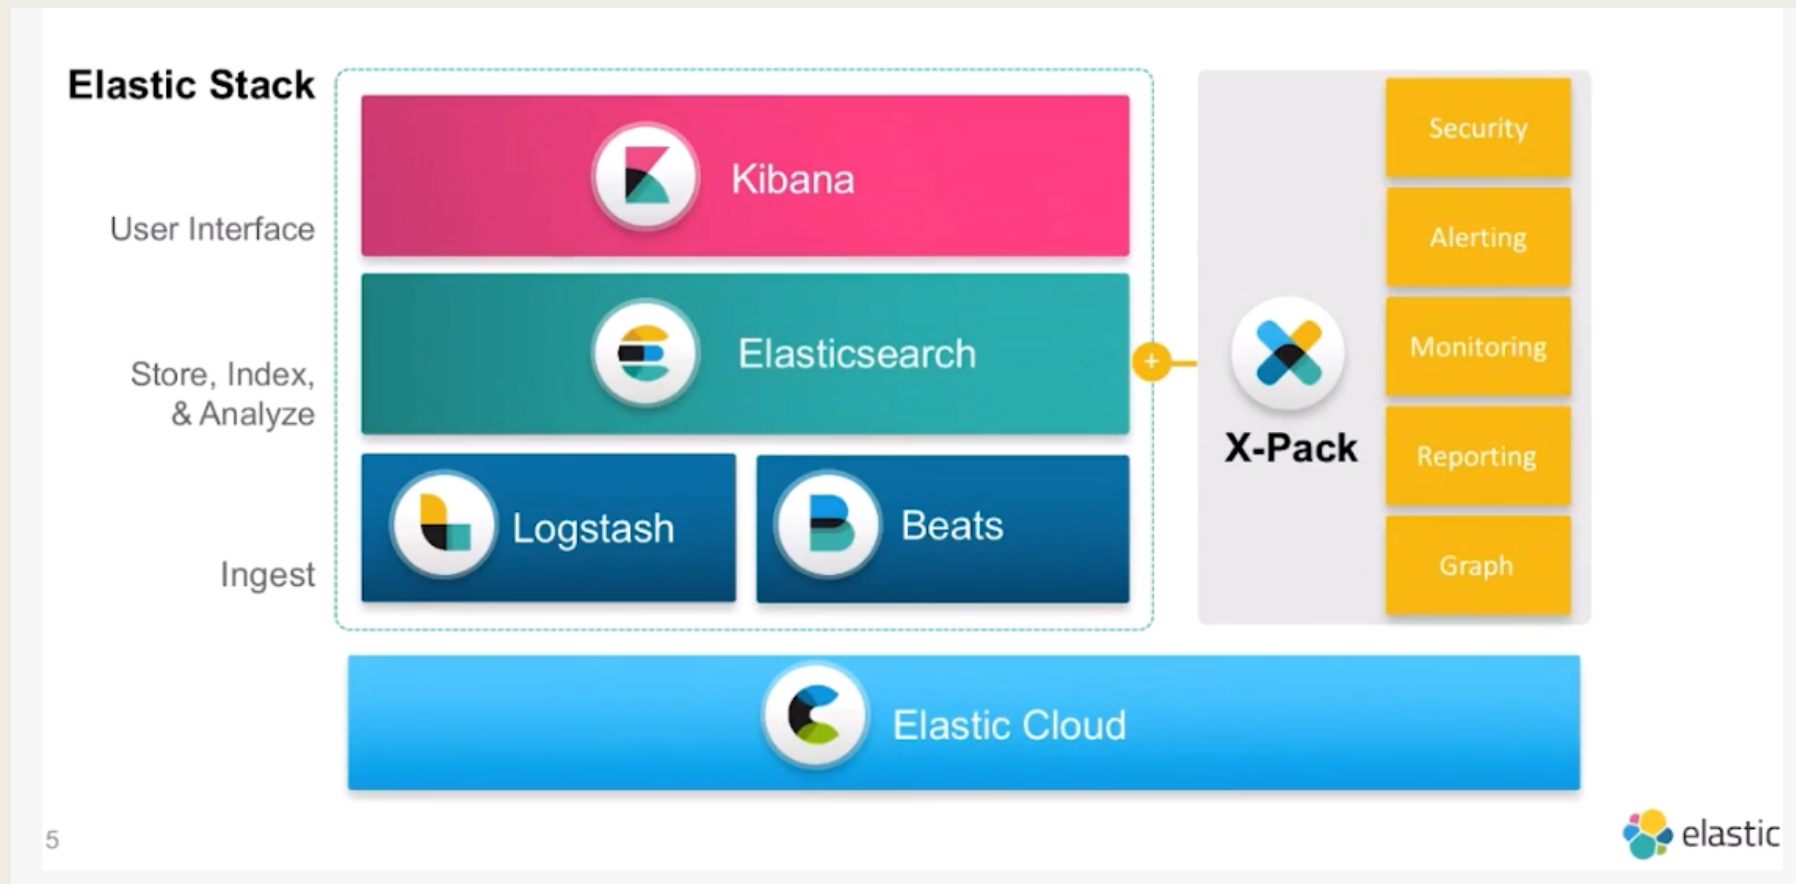 Elastic Stack
User Interface
Store, Index,
& Analyze
Ingest
Kibana
Elasticsearch
Logstash
Beats
+
X-Pack
Security
Alerting
Monitoring
Reporting
Graph
Elastic Cloud
5
elastic